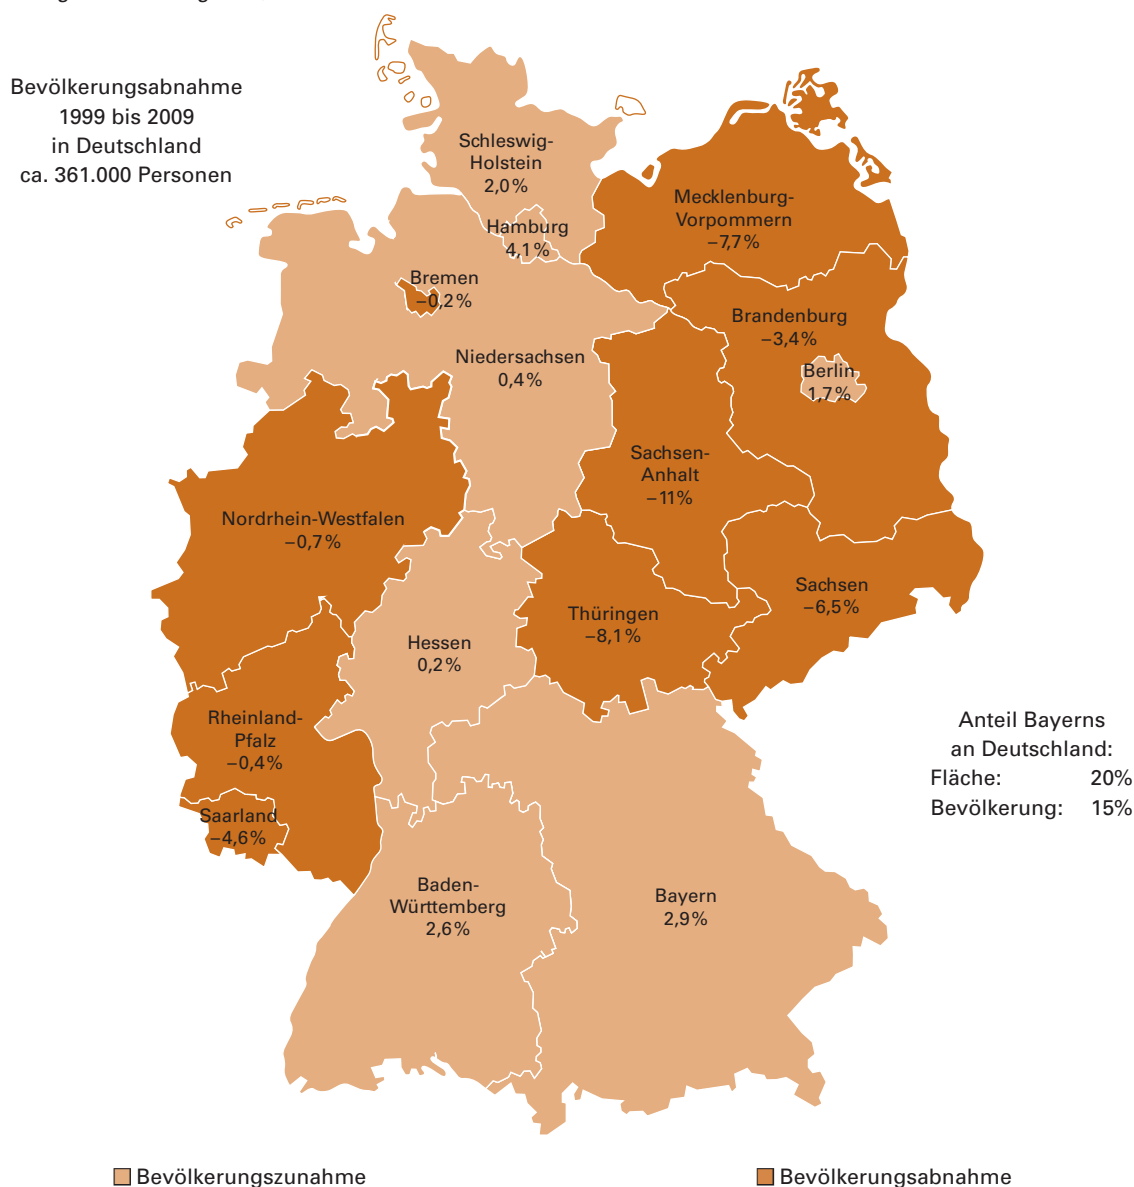 Bevölkerungsabnahme
1999 bis 2009
in Deutschland
ca. 361.000 Personen
Schleswig-
Holstein
2,0%
Mecklenburg-
Vorpommern
−7,7%
Hamburg
4,1%
Bremen
−0,2%
Brandenburg
−3,4%
Niedersachsen
0,4%
Berlin
1,7%
Sachsen-
Anhalt
−11%
Nordrhein-Westfalen
−0,7%
Sachsen
−6,5%
Thüringen
−8,1%
Hessen
0,2%
Rheinland-
Pfalz
−0,4%
Anteil Bayerns
an Deutschland:
Fläche: 20%
Bevölkerung: 15%
Saarland
−4,6%
Baden-
Württemberg
2,6%
Bayern
2,9%
Bevölkerungszunahme
Bevölkerungsabnahme